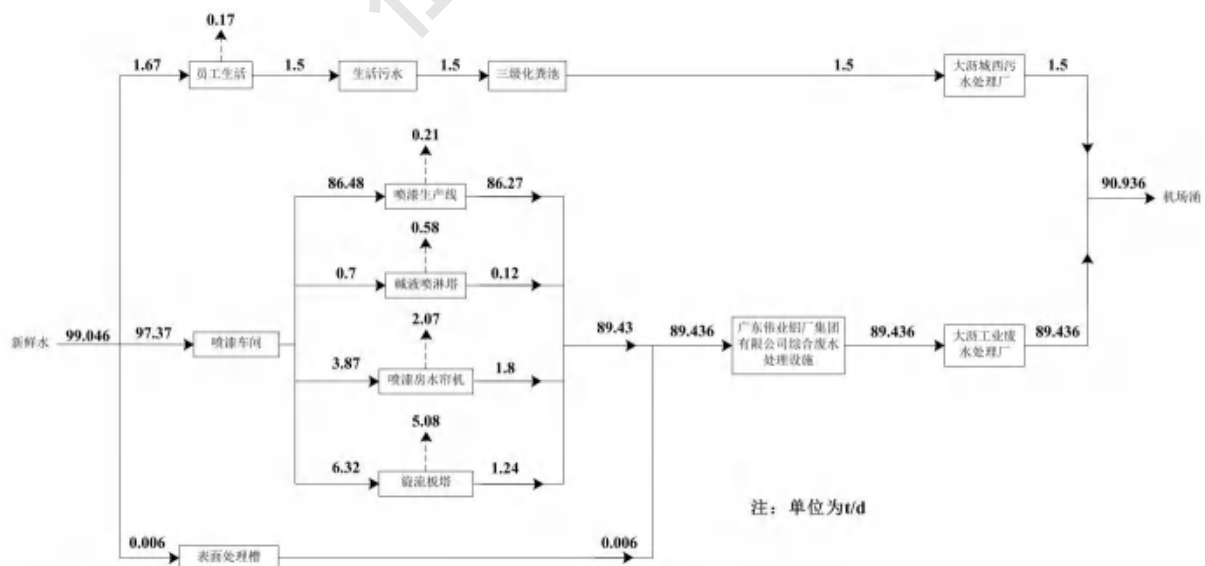 0.17
1.67
员工生活
1.5
生活污水
1.5
三级化粪池
1.5
大沥城西污
水处理厂
1.5
0.21
86.48
喷漆生产线
86.27
90.936
机场涌
0.58
0.7
碱液喷淋塔
0.12
新鲜水
99.046
97.37
喷漆车间
2.07
3.87
喷漆房水帘机
1.8
89.43
89.436
广东伟业铝厂集团
有限公司综合废水
处理设施
89.436
大沥工业废
水处理厂
89.436
5.08
6.32
旋流板塔
1.24
注：单位为t/d
0.006
表面处理槽
0.006